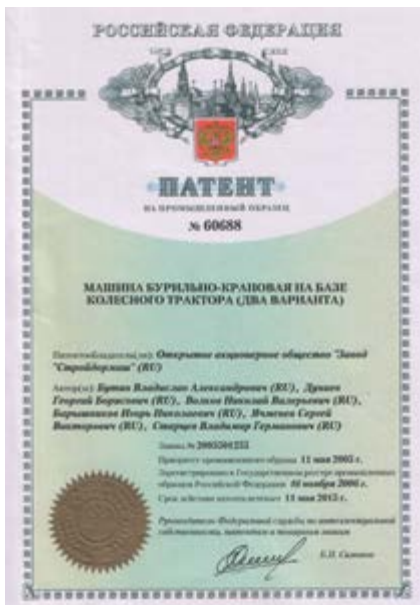 РОССИЙСКАЯ ФЕДЕРАЦИЯ
ПАТЕНТ
НА ПРОМЫШЛЕННЫЙ ОБРАЗЕЦ
№ 60688
МАШИНА БУРИЛЬНО-КРАНОВАЯ НА БАЗЕ
КОЛЕСНОГО ТРАКТОРА (ДВА ВАРИАНТА)
Патентообладатель(ли): Открытое акционерное общество "Завод
"Стройдормаш" (RU)
Автор(ы): Владислав Александрович (RU),
Георгий Борисович (RU), Волков Николай Валерьевич (RU),
Барышников Игорь Николаевич (RU), Сергей
Викторович (RU), Старцев Владимир Германович (RU)
Заявка № 2005501255
Приоритет промышленного образца 11 мая 2005 г.
Зарегистрировано в Государственном реестре промышленных
образцов Российской Федерации 16 ноября 2006 г.
Срок действия патента истекает 11 мая 2015 г.
Руководитель Федеральной службы по интеллектуальной
собственности, патентам и товарным знакам
Б.П. Симонов